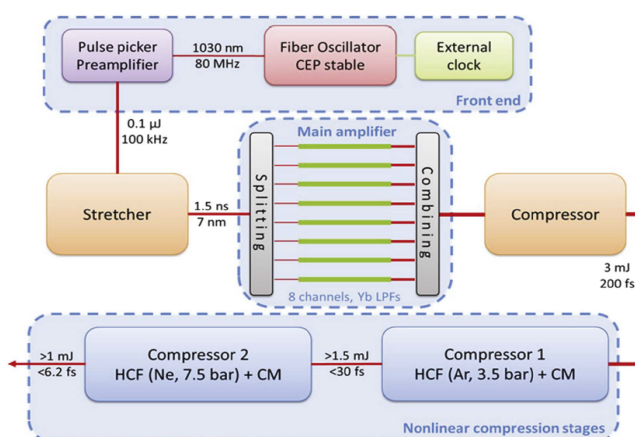 Pulse picker
Preamplifier
1030 nm
80 MHz
Fiber Oscillator
CEP stable
External
clock
Front end
0.1 µJ
100 kHz
Main amplifier
Stretcher
1.5 ns
7 nm
Splitting
Combining
Compressor
8 channels, Yb LPFs
3 mJ
200 fs
>1 mJ
<6.2 fs
Compressor 2
HCF (Ne, 7.5 bar) + CM
>1.5 mJ
<30 fs
Compressor 1
HCF (Ar, 3.5 bar) + CM
Nonlinear compression stages